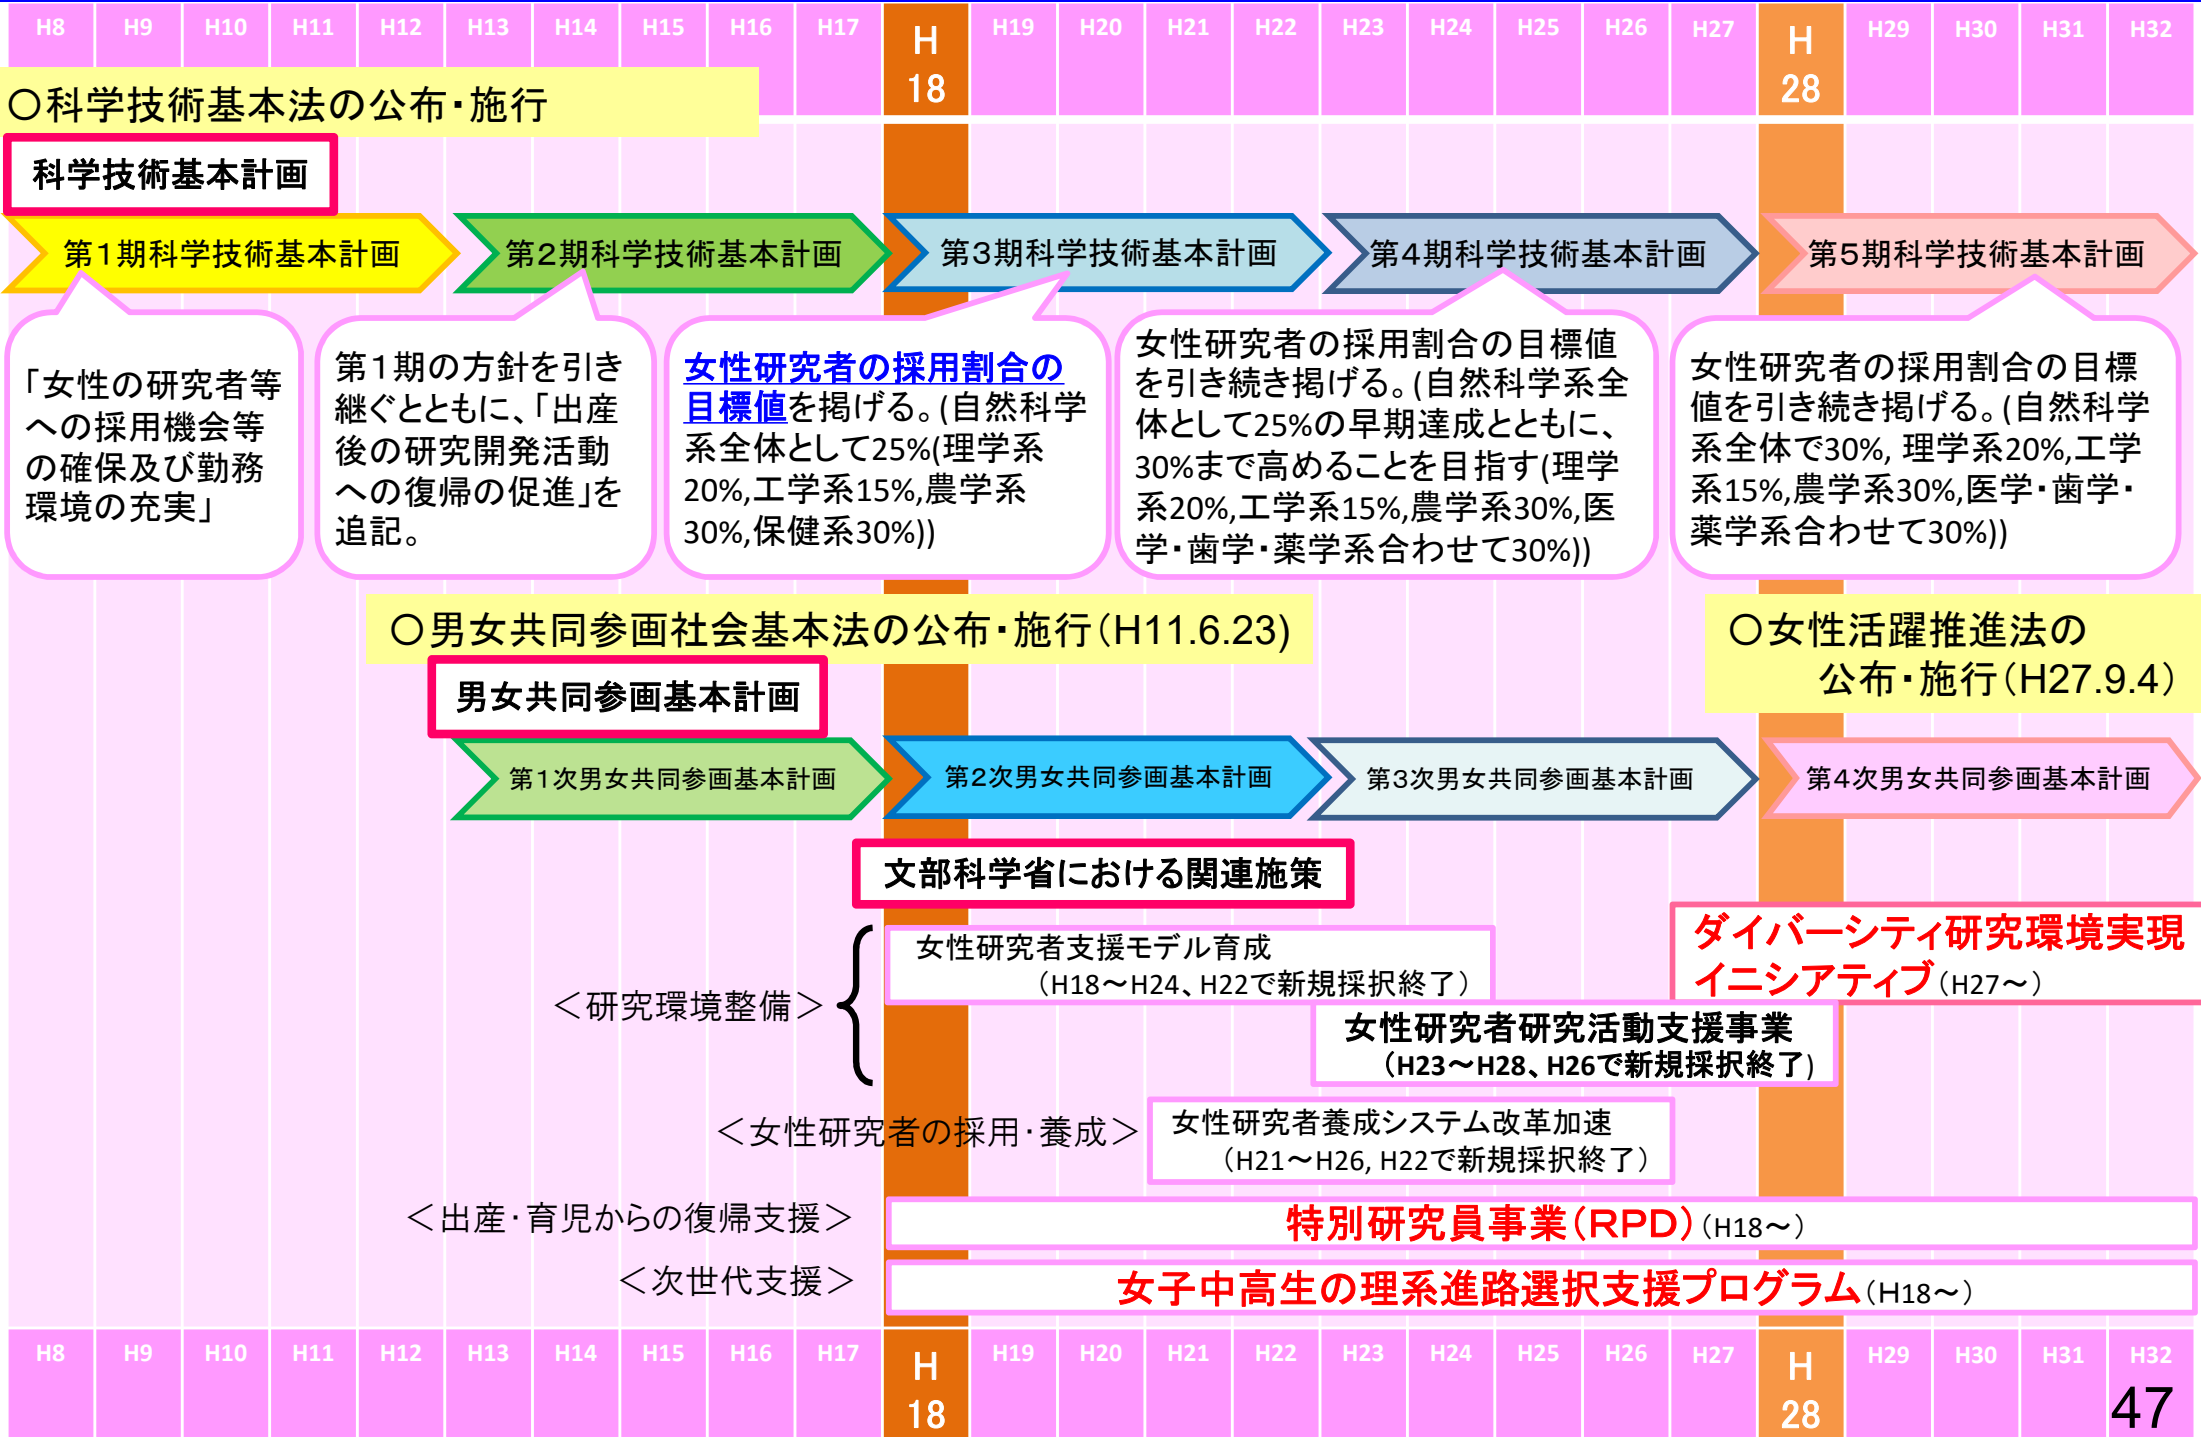 H8 H9 H10 H11 H12 H13 H14 H15 H16 H17 H18 H19 H20 H21 H22 H23 H24 H25 H26 H27 H28 H29 H30 H31 H32
〇科学技術基本法の公布・施行
科学技術基本計画
第1期科学技術基本計画
第2期科学技術基本計画
第3期科学技術基本計画
第4期科学技術基本計画
第5期科学技術基本計画
「女性の研究者等
への採用機会等
の確保及び勤務
環境の充実」
第1期の方針を引き
継ぐとともに、「出産
後の研究開発活動
への復帰の促進」を
追記。
女性研究者の採用割合の
目標値を掲げる。(自然科学
系全体として25%(理学系
20%,工学系15%,農学系
30%,保健系30%))
女性研究者の採用割合の目標値
を引き続き掲げる。(自然科学系全
体として25%の早期達成とともに、
30%まで高めることを目指す(理学
系20%,工学系15%,農学系30%,医
学・歯学・薬学系合わせて30%))
女性研究者の採用割合の目標
値を引き続き掲げる。(自然科学
系全体で30%, 理学系20%,工学
系15%,農学系30%,医学・歯学・
薬学系合わせて30%))
〇男女共同参画社会基本法の公布・施行(H11.6.23)
〇女性活躍推進法の
公布・施行(H27.9.4)
男女共同参画基本計画
第1次男女共同参画基本計画
第2次男女共同参画基本計画
第3次男女共同参画基本計画
第4次男女共同参画基本計画
文部科学省における関連施策
<研究環境整備>
女性研究者支援モデル育成
(H18~H24、H22で新規採択終了)
ダイバーシティ研究環境実現
イニシアティブ(H27~)
女性研究者研究活動支援事業
(H23~H28、H26で新規採択終了)
<女性研究者の採用・養成>
女性研究者養成システム改革加速
(H21~H26, H22で新規採択終了)
<出産・育児からの復帰支援>
特別研究員事業(RPD)(H18~)
<次世代支援>
女子中高生の理系進路選択支援プログラム(H18~)
H8 H9 H10 H11 H12 H13 H14 H15 H16 H17 H18 H19 H20 H21 H22 H23 H24 H25 H26 H27 H28 H29 H30 H31 H32
47